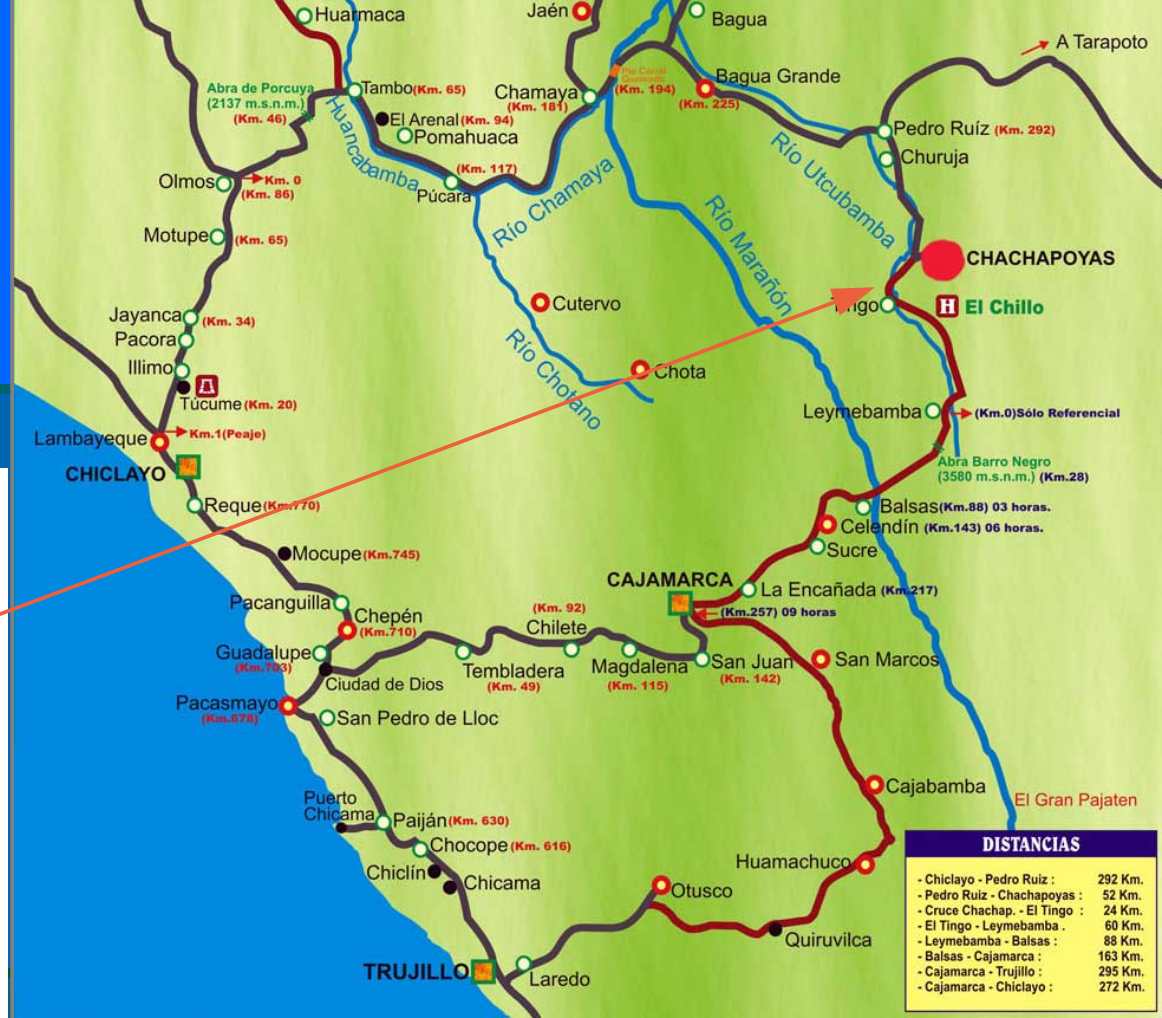 Huarmaca
Jaén
Bagua
A Tarapoto
Abra de Porcuya
(2137 m.s.n.m.)
(Km. 46)
Tambo (Km. 65)
Chamaya
(Km. 181)
Pte Corral
Quemado
(Km. 194)
Bagua Grande
(Km. 225)
El Arenal (Km. 94)
Pomahuaca
Huancabamba
Pedro Ruíz (Km. 292)
Churuja
Río Utcubamba
(Km. 117)
Púcara
Río Chamaya
Olmos
Km. 0
(Km. 86)
Motupe (Km. 65)
Río Marañón
CHACHAPOYAS
Tingo
H El Chillo
Cutervo
Jayanca (Km. 34)
Pacora
Illimo
Río Chotano
Chota
Túcume (Km. 20)
Leymebamba
(Km.0)Sólo Referencial
Lambayeque
Km.1(Peaje)
CHICLAYO
Abra Barro Negro
(3580 m.s.n.m.) (Km.28)
Reque (Km.770)
Balsas (Km.88) 03 horas.
Celendín (Km.143) 06 horas.
Sucre
Mocupe (Km.745)
CAJAMARCA
La Encañada (Km.217)
Pacanguilla
(Km.257) 09 horas
Chepén
(Km.710)
(Km. 92)
Chilete
Guadalupe
(Km.703)
Ciudad de Dios
Tembladera
(Km. 49)
Magdalena
(Km. 115)
San Juan
(Km. 142)
San Marcos
Pacasmayo
(Km.678)
San Pedro de Lloc
Cajabamba
El Gran Pajaten
Puerto
Chicama
Paiján (Km. 630)
Chocope (Km. 616)
Chiclín
Chicama
Huamachuco
Otusco
Quiruvilca
TRUJILLO
Laredo
DISTANCIAS
- Chiclayo - Pedro Ruiz : 292 Km.
- Pedro Ruiz - Chachapoyas : 52 Km.
- Cruce Chachap. - El Tingo : 24 Km.
- El Tingo - Leymebamba . 60 Km.
- Leymebamba - Balsas : 88 Km.
- Balsas - Cajamarca : 163 Km.
- Cajamarca - Trujillo : 295 Km.
- Cajamarca - Chiclayo : 272 Km.